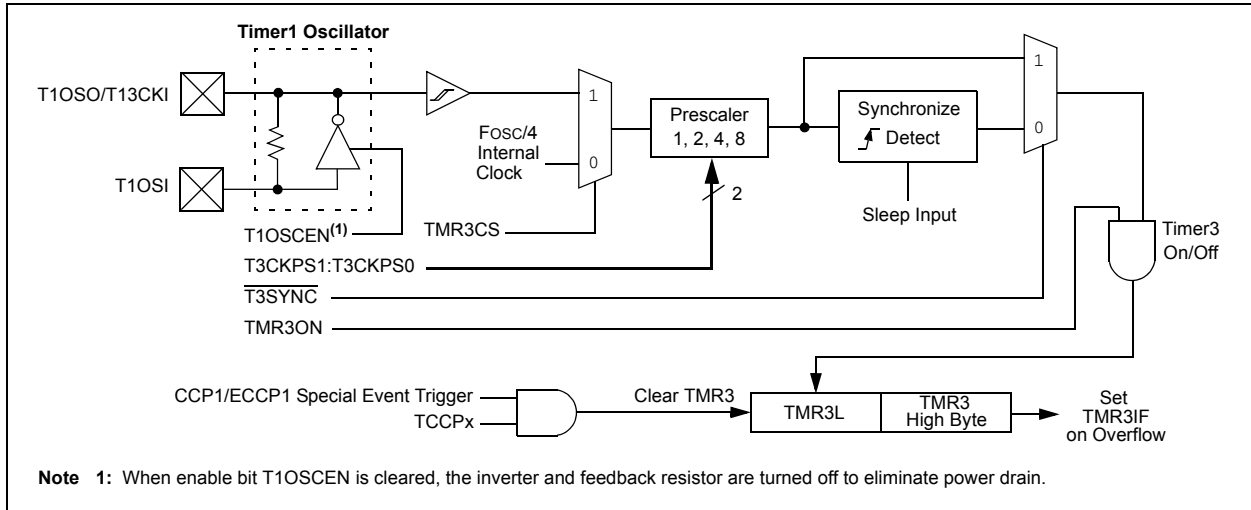 Timer1 Oscillator
T1OSO/T13CKI
T1OSI
FOSC/4
Internal
Clock
1
0
Prescaler
1, 2, 4, 8
2
Synchronize
Detect
Sleep Input
1
0
Timer3
On/Off
T1OSCEN(1)
TMR3CS
T3CKPS1:T3CKPS0
T3SYNC
TMR3ON
CCP1/ECCP1 Special Event Trigger
TCCPx
Clear TMR3
TMR3L
TMR3
High Byte
Set
TMR3IF
on Overflow
Note 1: When enable bit T1OSCEN is cleared, the inverter and feedback resistor are turned off to eliminate power drain.